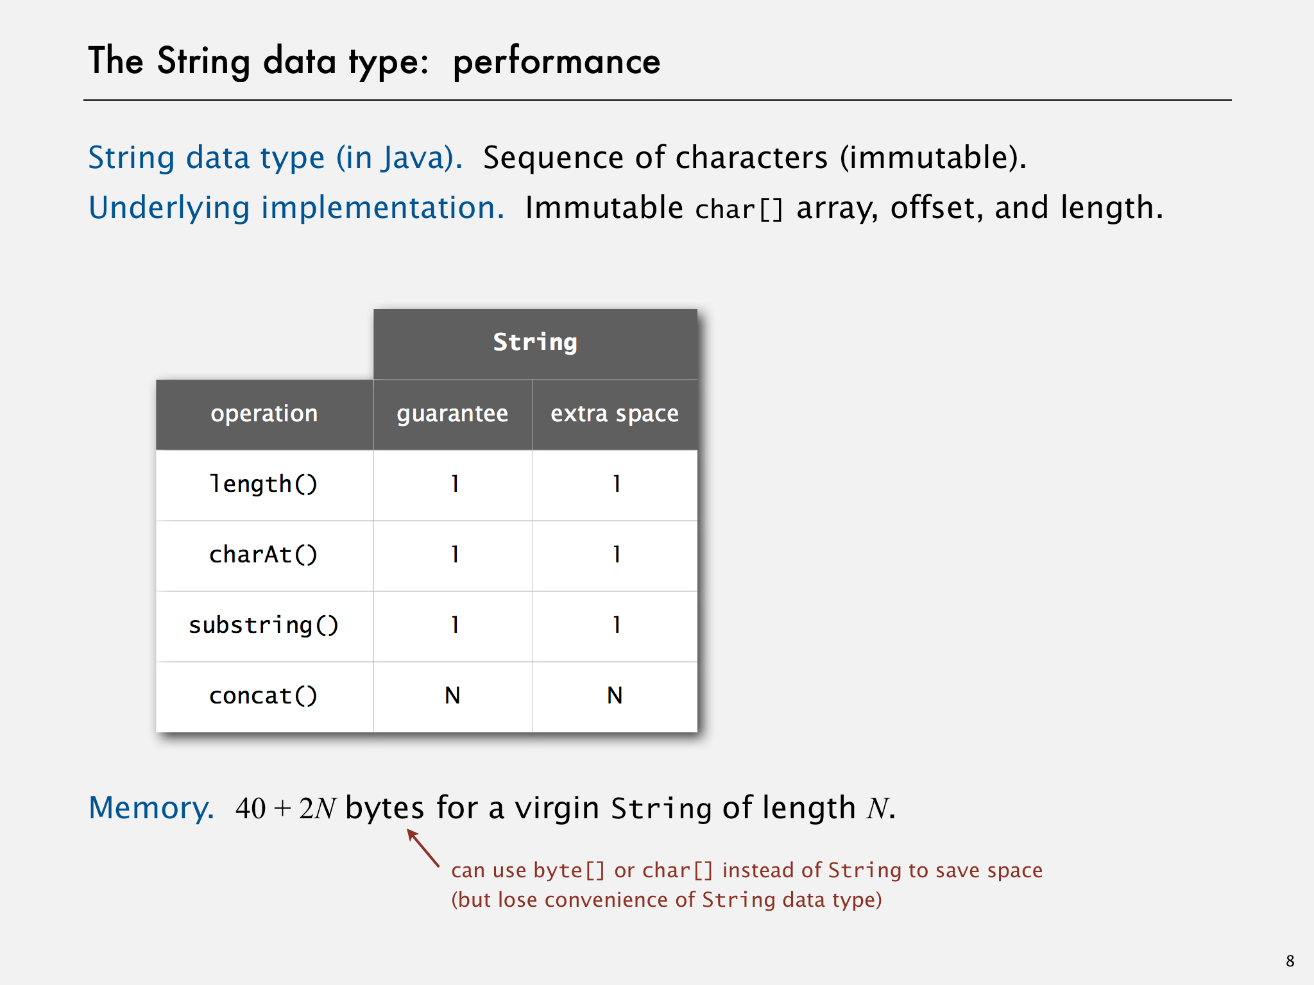 The String data type: performance
String data type (in Java). Sequence of characters (immutable).
Underlying implementation. Immutable char[] array, offset, and length.
String
operation guarantee extra space
length() 1 1
charAt() 1 1
substring() 1 1
concat() N N
Memory. 40 + 2N bytes for a virgin String of length N.
can use byte[] or char[] instead of String to save space
(but lose convenience of String data type)
8